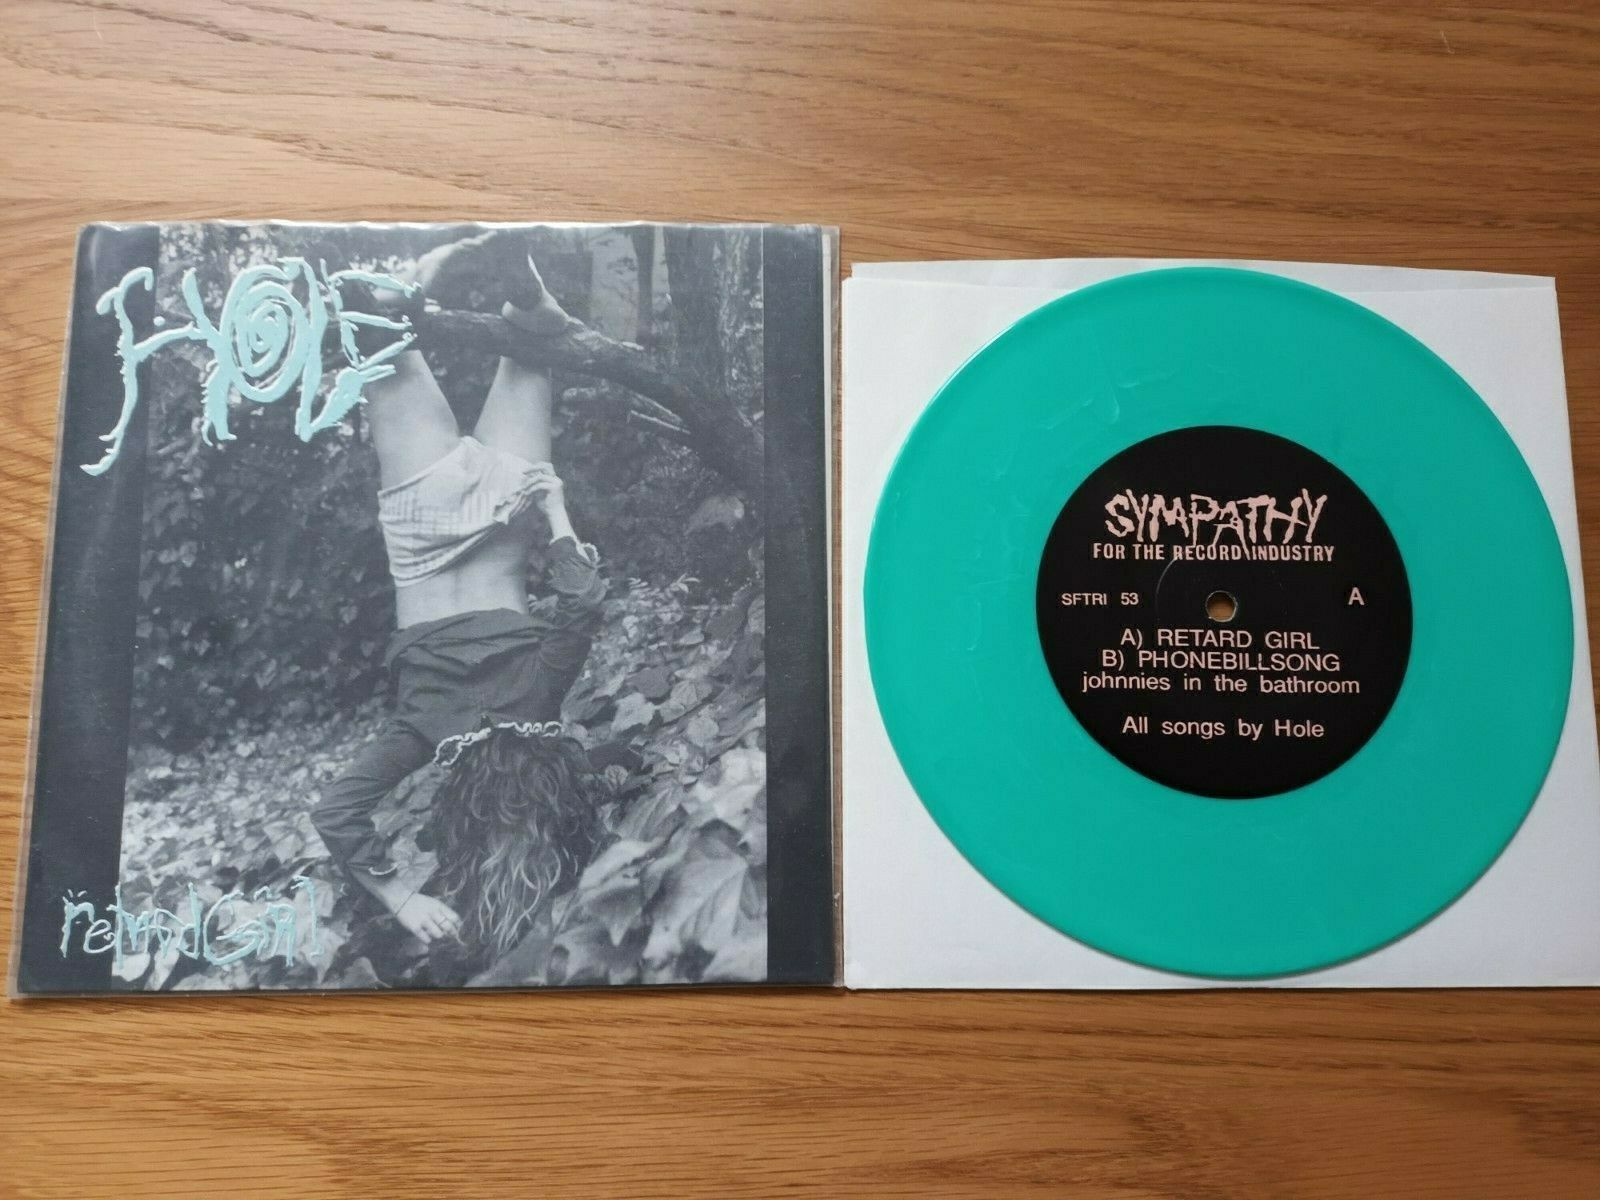 HOLE
retard Girl
SYMPATHY
FOR THE RECORD INDUSTRY
SFTRI 53 A
A) RETARD GIRL
B) PHONEBILLSONG
johnnies in the bathroom
All songs by Hole